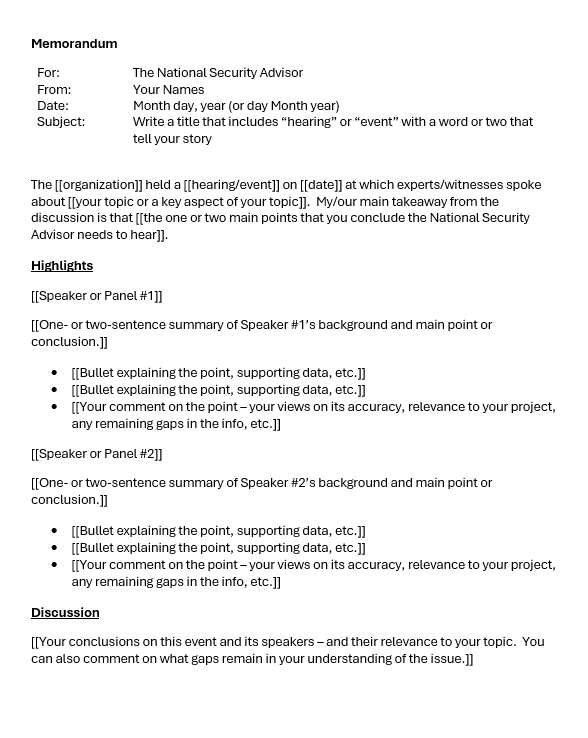 Memorandum
For: The National Security Advisor
From: Your Names
Date: Month day, year (or day Month year)
Subject: Write a title that includes “hearing” or “event” with a word or two that
tell your story
The [[organization]] held a [[hearing/event]] on [[date]] at which experts/witnesses spoke
about [[your topic or a key aspect of your topic]].  My/our main takeaway from the
discussion is that [[the one or two main points that you conclude the National Security
Advisor needs to hear]].
Highlights
[[Speaker or Panel #1]]
[[One- or two-sentence summary of Speaker #1’s background and main point or
conclusion.]]
• [[Bullet explaining the point, supporting data, etc.]]
• [[Bullet explaining the point, supporting data, etc.]]
• [[Your comment on the point – your views on its accuracy, relevance to your project,
any remaining gaps in the info, etc.]]
[[Speaker or Panel #2]]
[[One- or two-sentence summary of Speaker #2’s background and main point or
conclusion.]]
• [[Bullet explaining the point, supporting data, etc.]]
• [[Bullet explaining the point, supporting data, etc.]]
• [[Your comment on the point – your views on its accuracy, relevance to your project,
any remaining gaps in the info, etc.]]
Discussion
[[Your conclusions on this event and its speakers – and their relevance to your topic.  You
can also comment on what gaps remain in your understanding of the issue.]]